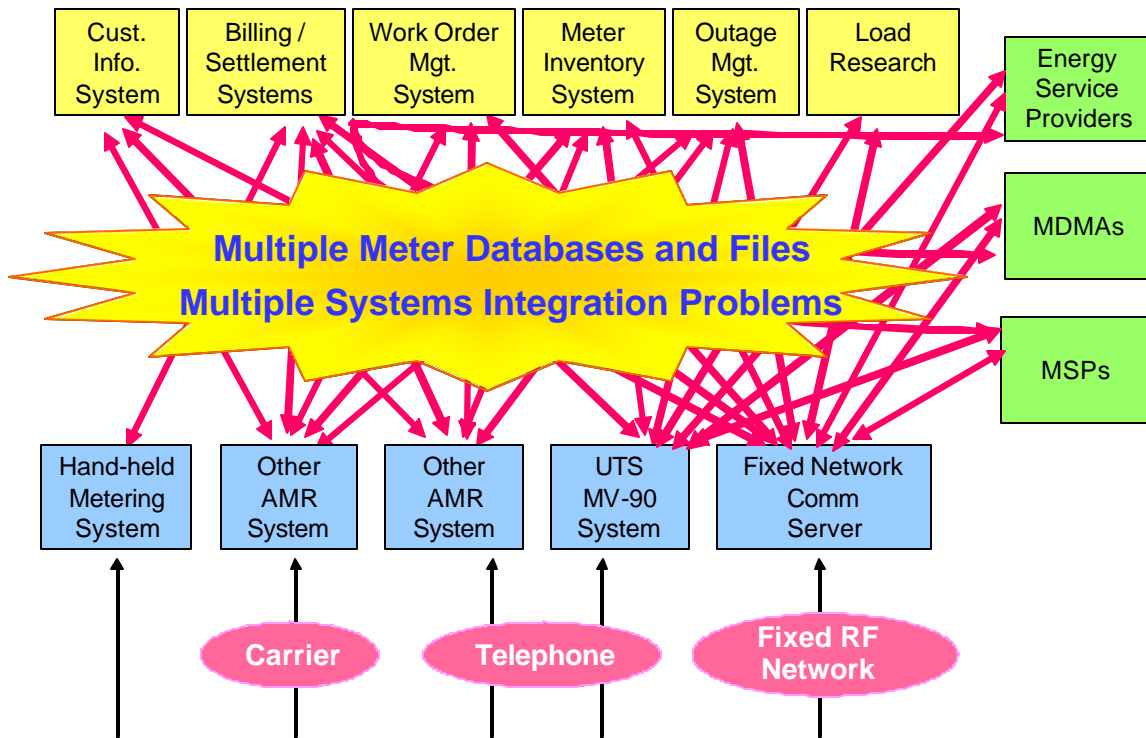 Cust.
Info.
System
Billing /
Settlement
Systems
Work Order
Mgt.
System
Meter
Inventory
System
Outage
Mgt.
System
Load
Research
Energy
Service
Providers
MDMAs
MSPs
Multiple Meter Databases and Files
Multiple Systems Integration Problems
Hand-held
Metering
System
Other
AMR
System
Other
AMR
System
UTS
MV-90
System
Fixed Network
Comm
Server
Carrier
Telephone
Fixed RF
Network